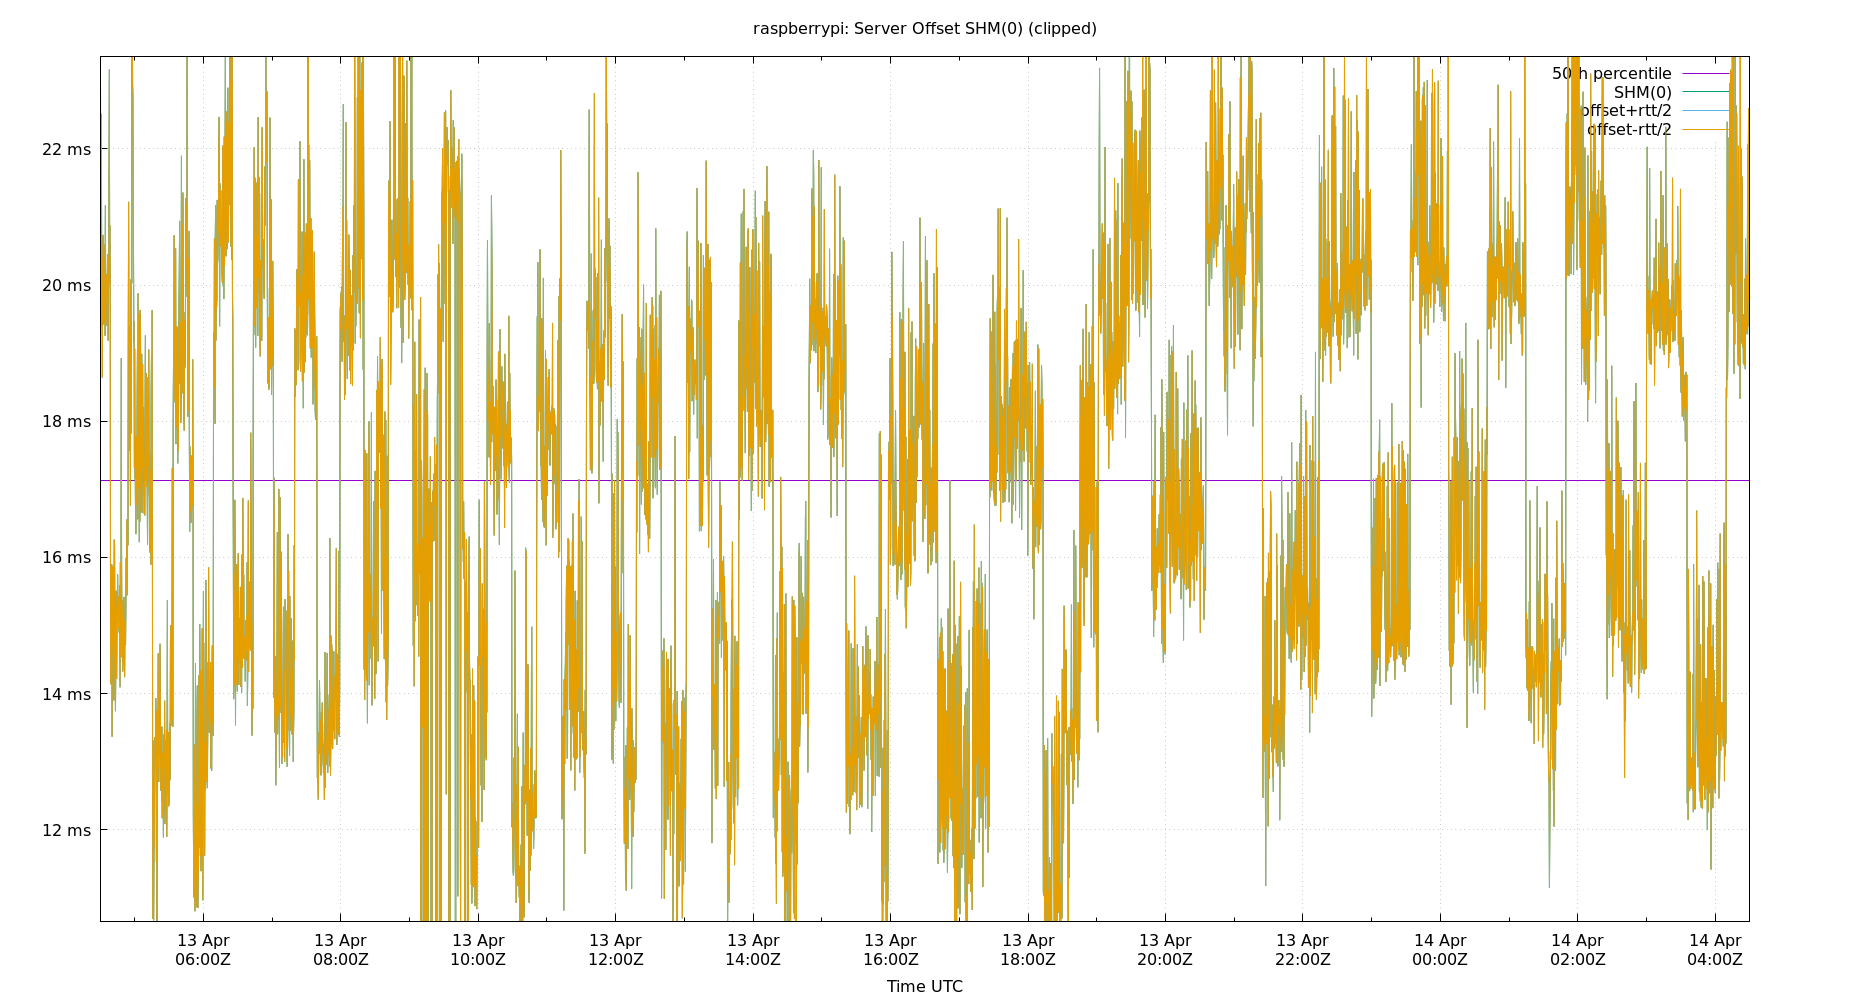 raspberrypi: Server Offset SHM(0) (clipped)
50th percentile
SHM(0)
offset+rtt/2
offset-rtt/2
22 ms
20 ms
18 ms
16 ms
14 ms
12 ms
13 Apr 13 Apr 13 Apr 13 Apr 13 Apr 13 Apr 13 Apr 13 Apr 13 Apr 14 Apr 14 Apr 14 Apr
06:00Z 08:00Z 10:00Z 12:00Z 14:00Z 16:00Z 18:00Z 20:00Z 22:00Z 00:00Z 02:00Z 04:00Z
Time UTC